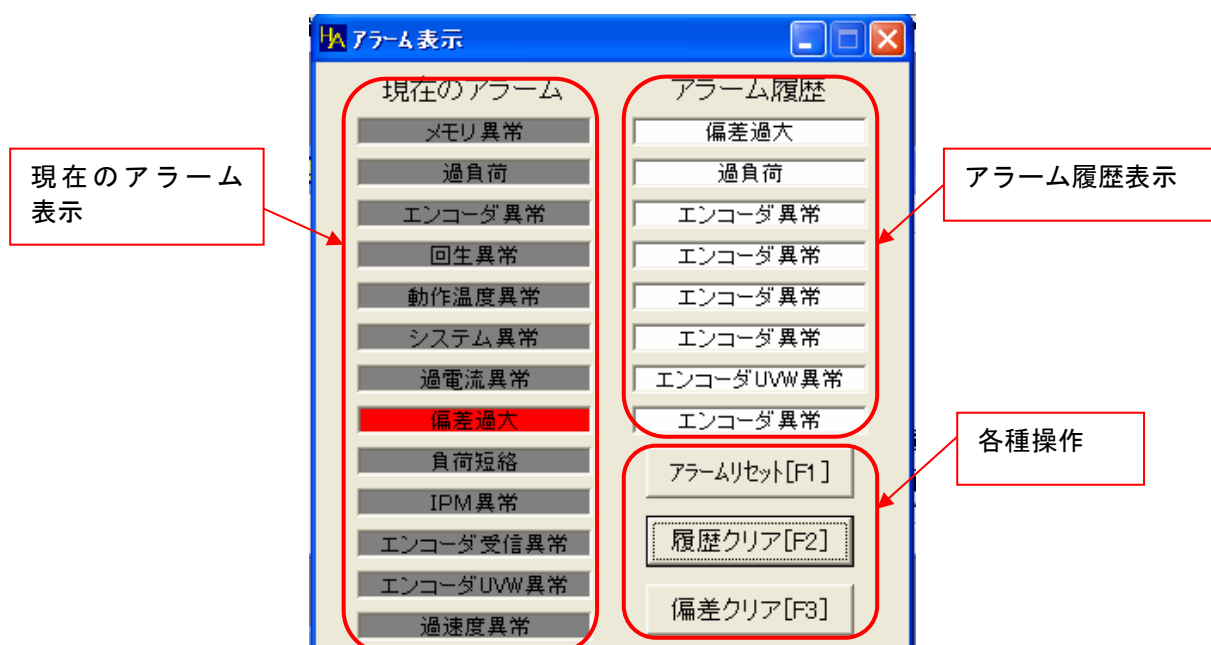 HA アラーム表示
現在のアラーム
メモリ異常
過負荷
エンコーダ異常
回生異常
動作温度異常
システム異常
過電流異常
偏差過大
負荷短絡
IPM異常
エンコーダ受信異常
エンコーダUVW異常
過速度異常
アラーム履歴
偏差過大
過負荷
エンコーダ異常
エンコーダ異常
エンコーダ異常
エンコーダ異常
エンコーダUVW異常
エンコーダ異常
アラームリセット[F1]
履歴クリア[F2]
偏差クリア[F3]
現在のアラーム
表示
アラーム履歴表示
各種操作